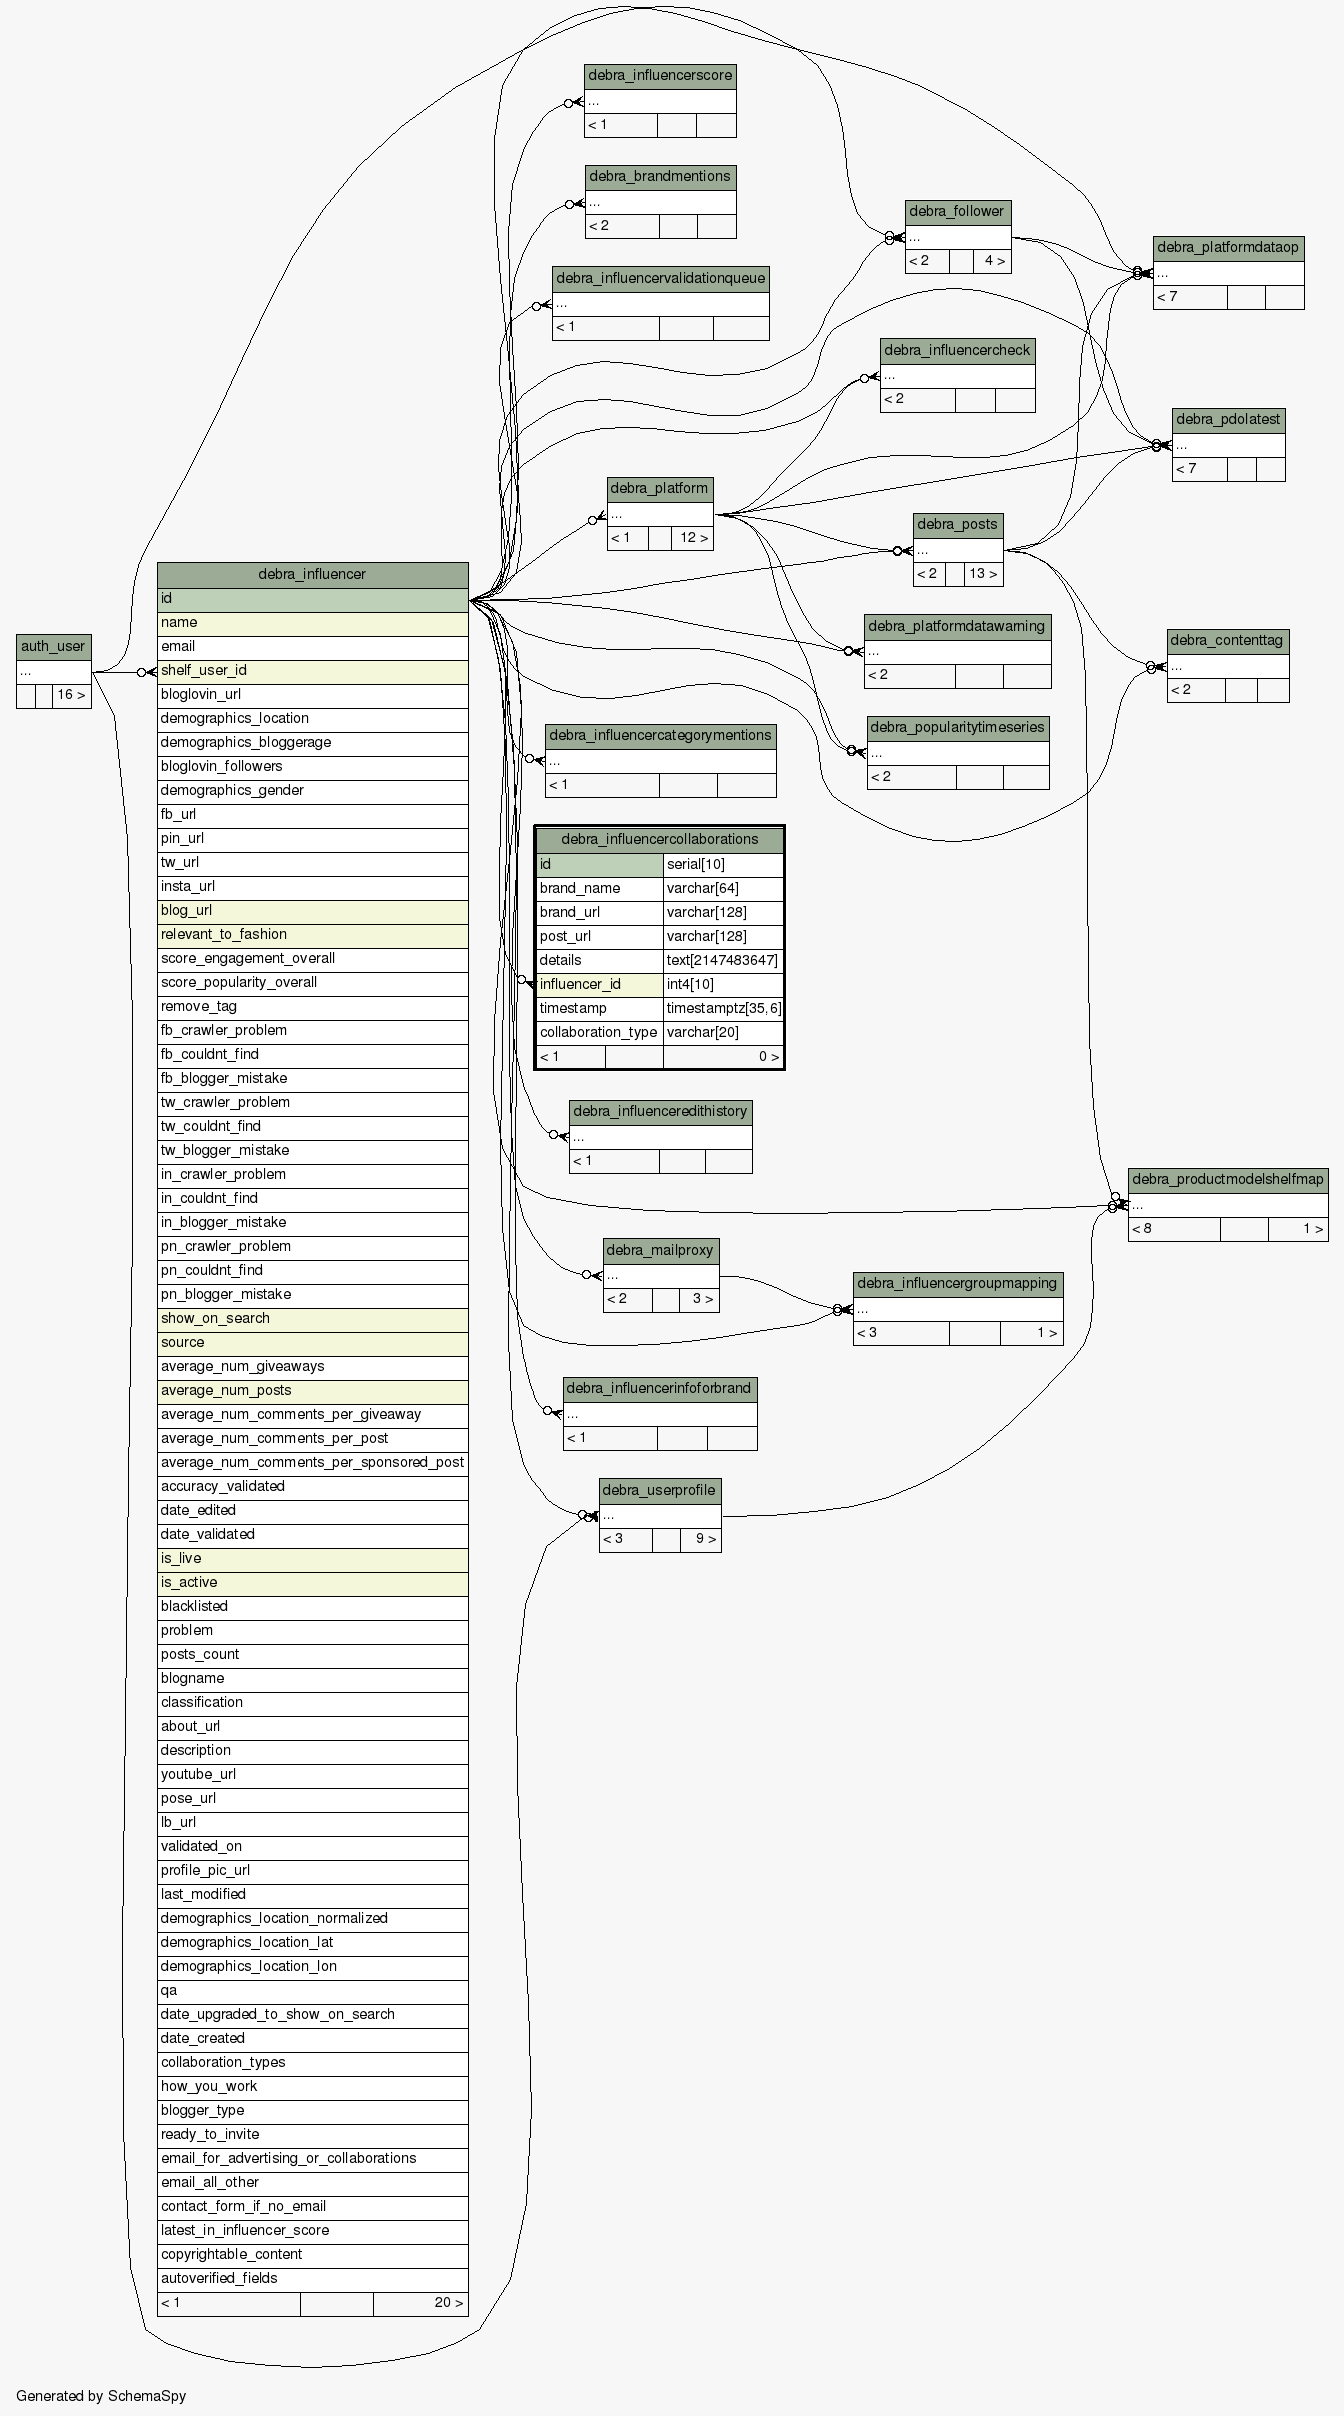 debra_influencerscore
...
< 1
debra_brandmentions
...
< 2
debra_influencervalidationqueue
...
< 1
debra_follower
...
< 2 4 >
debra_platformdataop
...
< 7
debra_influencercheck
...
< 2
debra_pdolatest
...
< 7
debra_platform
...
< 1 12 >
debra_posts
...
< 2 13 >
debra_platformdatawarning
...
< 2
debra_contenttag
...
< 2
debra_popularitytimeseries
...
< 2
auth_user
...
16 >
debra_influencer
id
name
email
shelf_user_id
bloglovin_url
demographics_location
demographics_bloggerage
bloglovin_followers
demographics_gender
fb_url
pin_url
tw_url
insta_url
blog_url
relevant_to_fashion
score_engagement_overall
score_popularity_overall
remove_tag
fb_crawler_problem
fb_couldnt_find
fb_blogger_mistake
tw_crawler_problem
tw_couldnt_find
tw_blogger_mistake
in_crawler_problem
in_couldnt_find
in_blogger_mistake
pn_crawler_problem
pn_couldnt_find
pn_blogger_mistake
show_on_search
source
average_num_giveaways
average_num_posts
average_num_comments_per_giveaway
average_num_comments_per_post
average_num_comments_per_sponsored_post
accuracy_validated
date_edited
date_validated
is_live
is_active
blacklisted
problem
posts_count
blogname
classification
about_url
description
youtube_url
pose_url
lb_url
validated_on
profile_pic_url
last_modified
demographics_location_normalized
demographics_location_lat
demographics_location_lon
qa
date_upgraded_to_show_on_search
date_created
collaboration_types
how_you_work
blogger_type
ready_to_invite
email_for_advertising_or_collaborations
email_all_other
contact_form_if_no_email
latest_in_influencer_score
copyrightable_content
autoverified_fields
< 1 20 >
debra_influencercategorymentions
...
< 1
debra_influencercollaborations
id serial[10]
brand_name varchar[64]
brand_url varchar[128]
post_url varchar[128]
details text[2147483647]
influencer_id int4[10]
timestamp timestamptz[35,6]
collaboration_type varchar[20]
< 1 0 >
debra_influenceredithistory
...
< 1
debra_productmodelshelfmap
...
< 8 1 >
debra_mailproxy
...
< 2 3 >
debra_influencergroupmapping
...
< 3 1 >
debra_influencerinfoforbrand
...
< 1
debra_userprofile
...
< 3 9 >
Generated by SchemaSpy